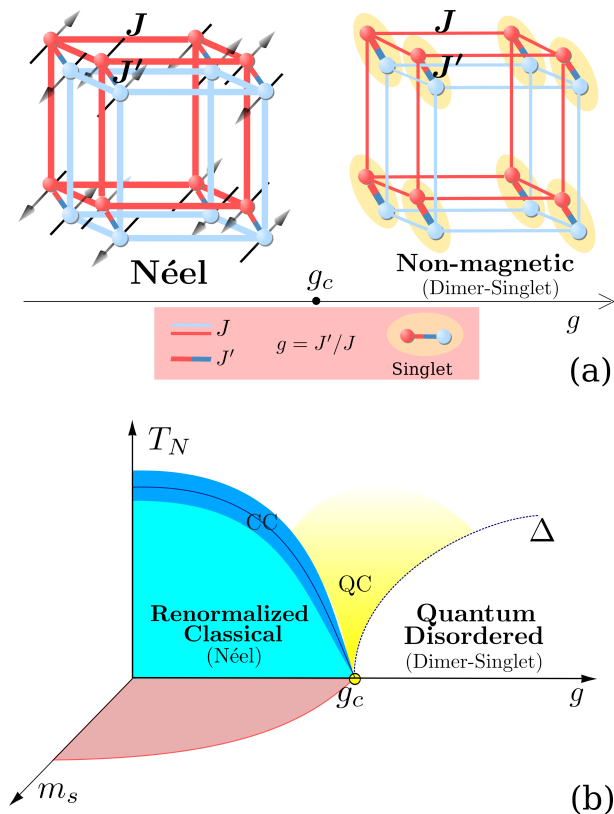 J
J
J′
J′
Néel
Non-magnetic
(Dimer-Singlet)
g_c
g
J
g = J′/J
J′
Singlet
(a)
T_N
CC
Δ
QC
Renormalized
Classical
(Néel)
Quantum
Disordered
(Dimer-Singlet)
g_c
g
m_s
(b)